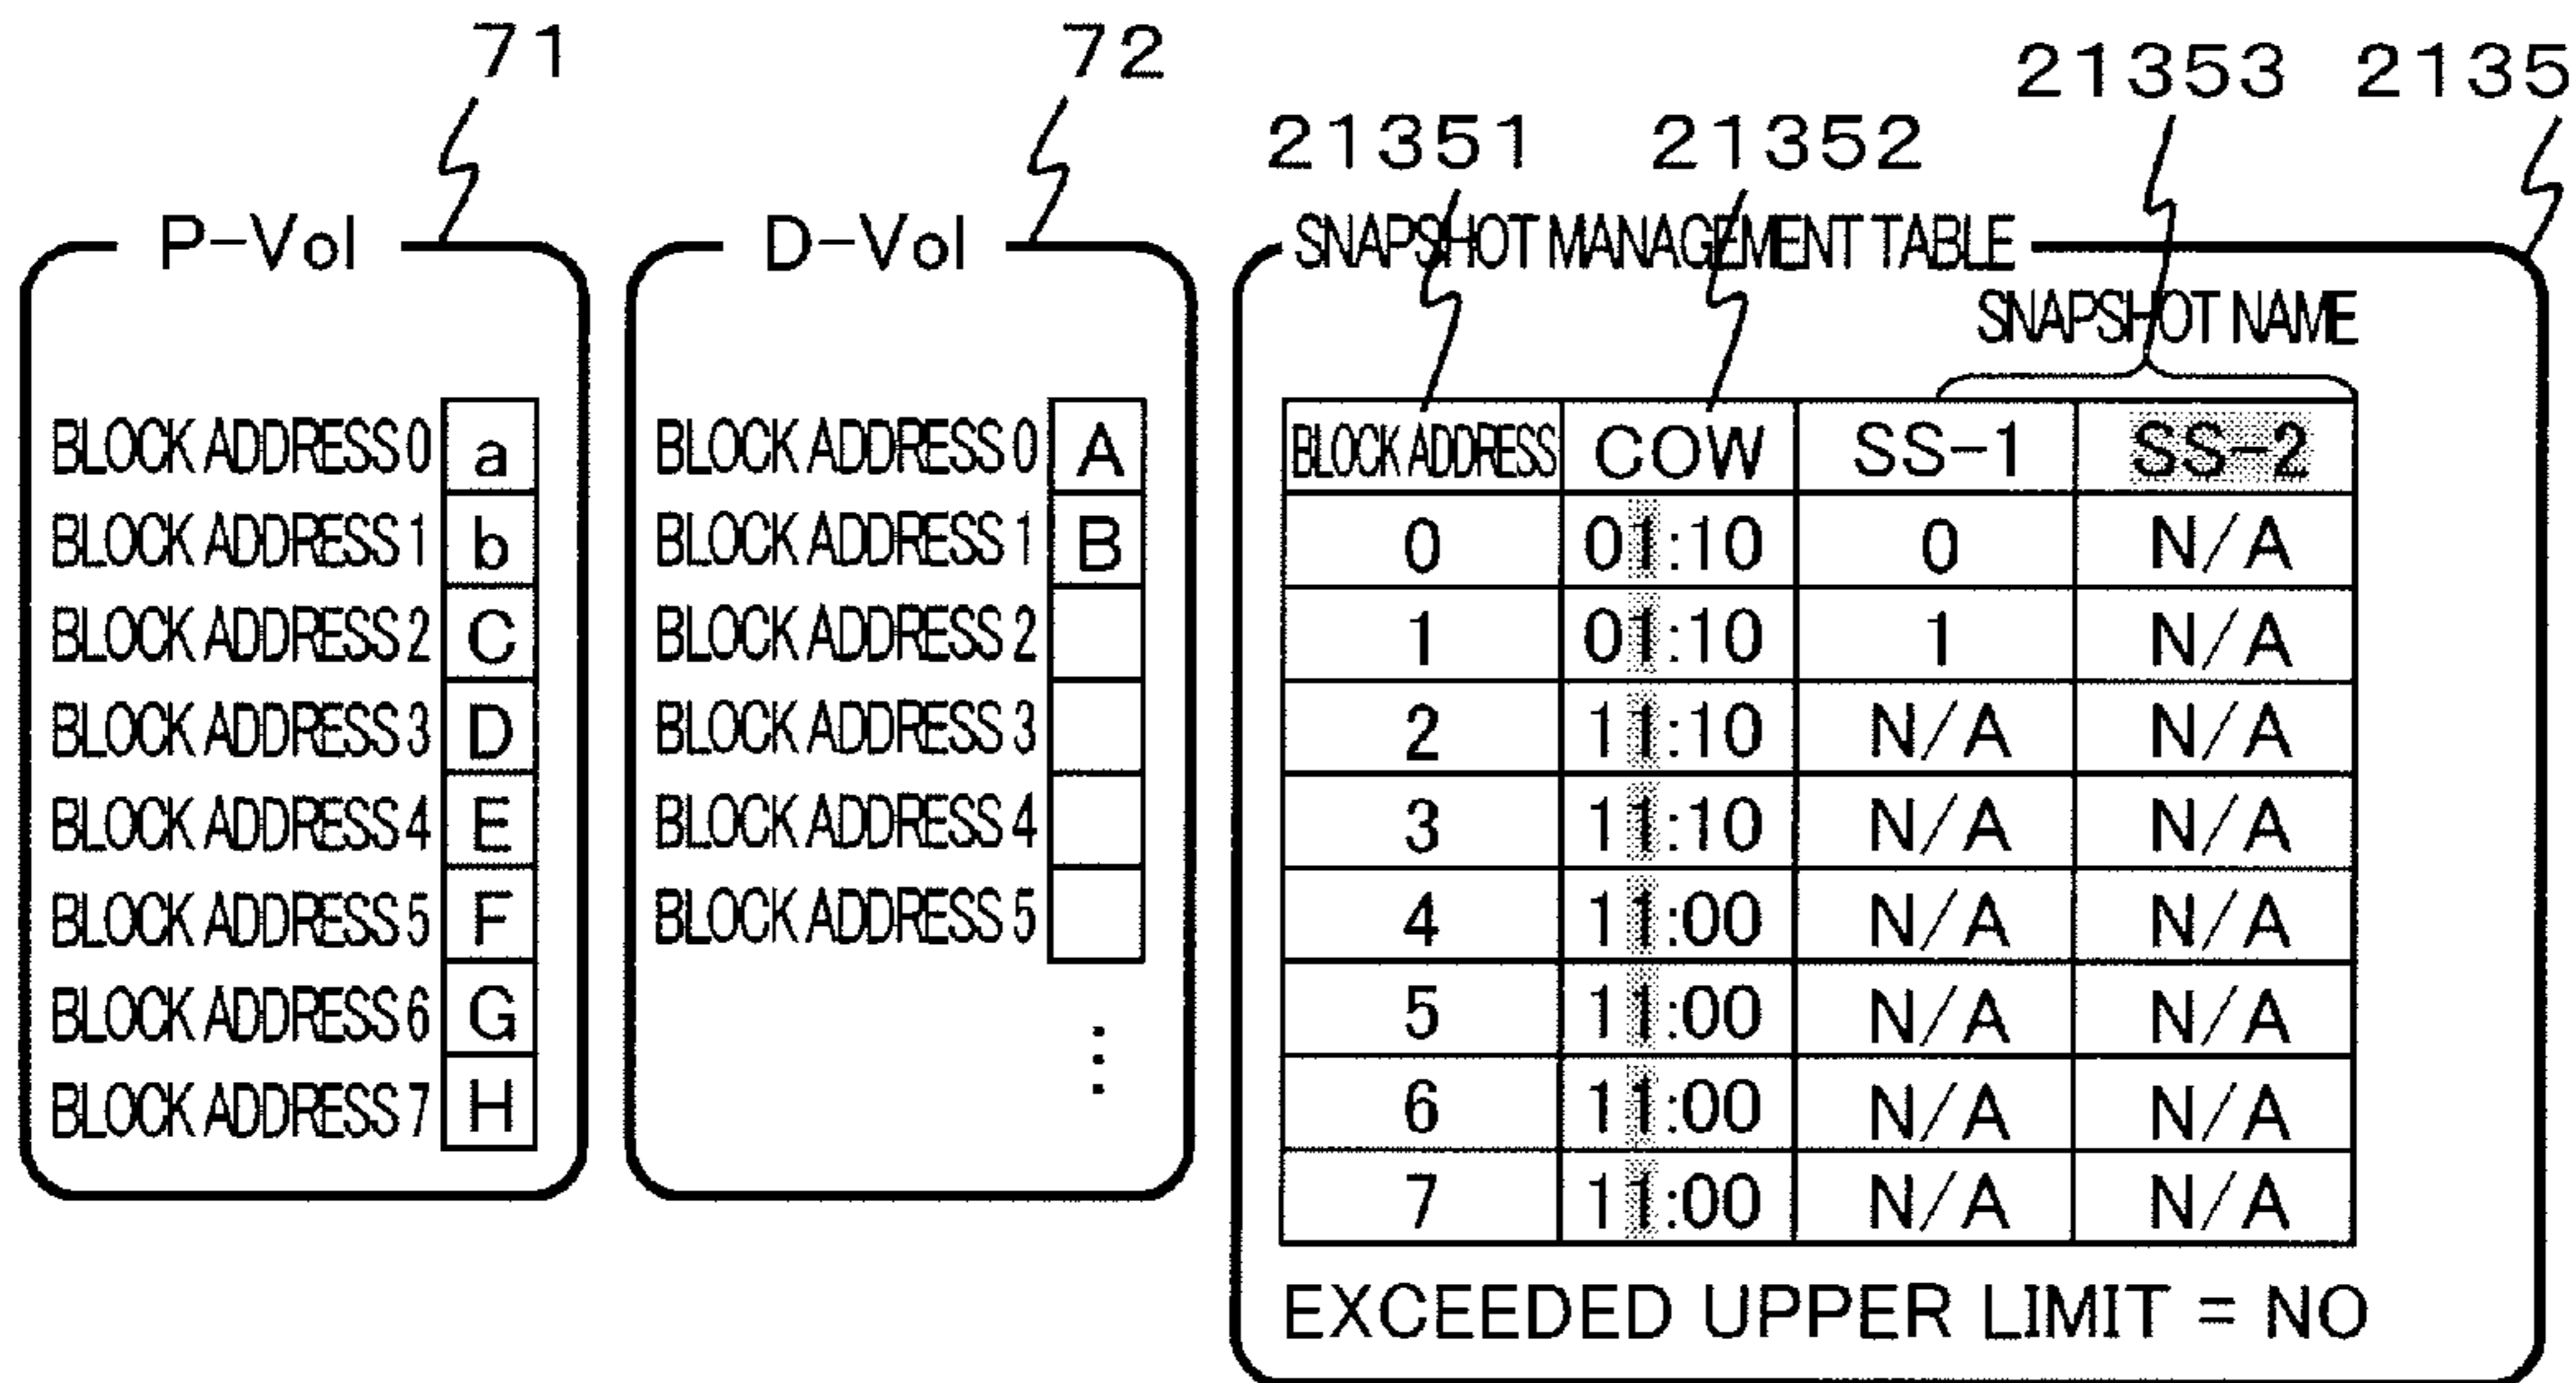 71
72
21351
21352
21353
2135
P-Vol
BLOCK ADDRESS 0 a
BLOCK ADDRESS 1 b
BLOCK ADDRESS 2 C
BLOCK ADDRESS 3 D
BLOCK ADDRESS 4 E
BLOCK ADDRESS 5 F
BLOCK ADDRESS 6 G
BLOCK ADDRESS 7 H
D-Vol
BLOCK ADDRESS 0 A
BLOCK ADDRESS 1 B
BLOCK ADDRESS 2
BLOCK ADDRESS 3
BLOCK ADDRESS 4
BLOCK ADDRESS 5
⋮
SNAPSHOT MANAGEMENT TABLE
SNAPSHOT NAME
BLOCK ADDRESS COW SS-1 SS-2
0 01:10 0 N/A
1 01:10 1 N/A
2 11:10 N/A N/A
3 11:10 N/A N/A
4 11:00 N/A N/A
5 11:00 N/A N/A
6 11:00 N/A N/A
7 11:00 N/A N/A
EXCEEDED UPPER LIMIT = NO